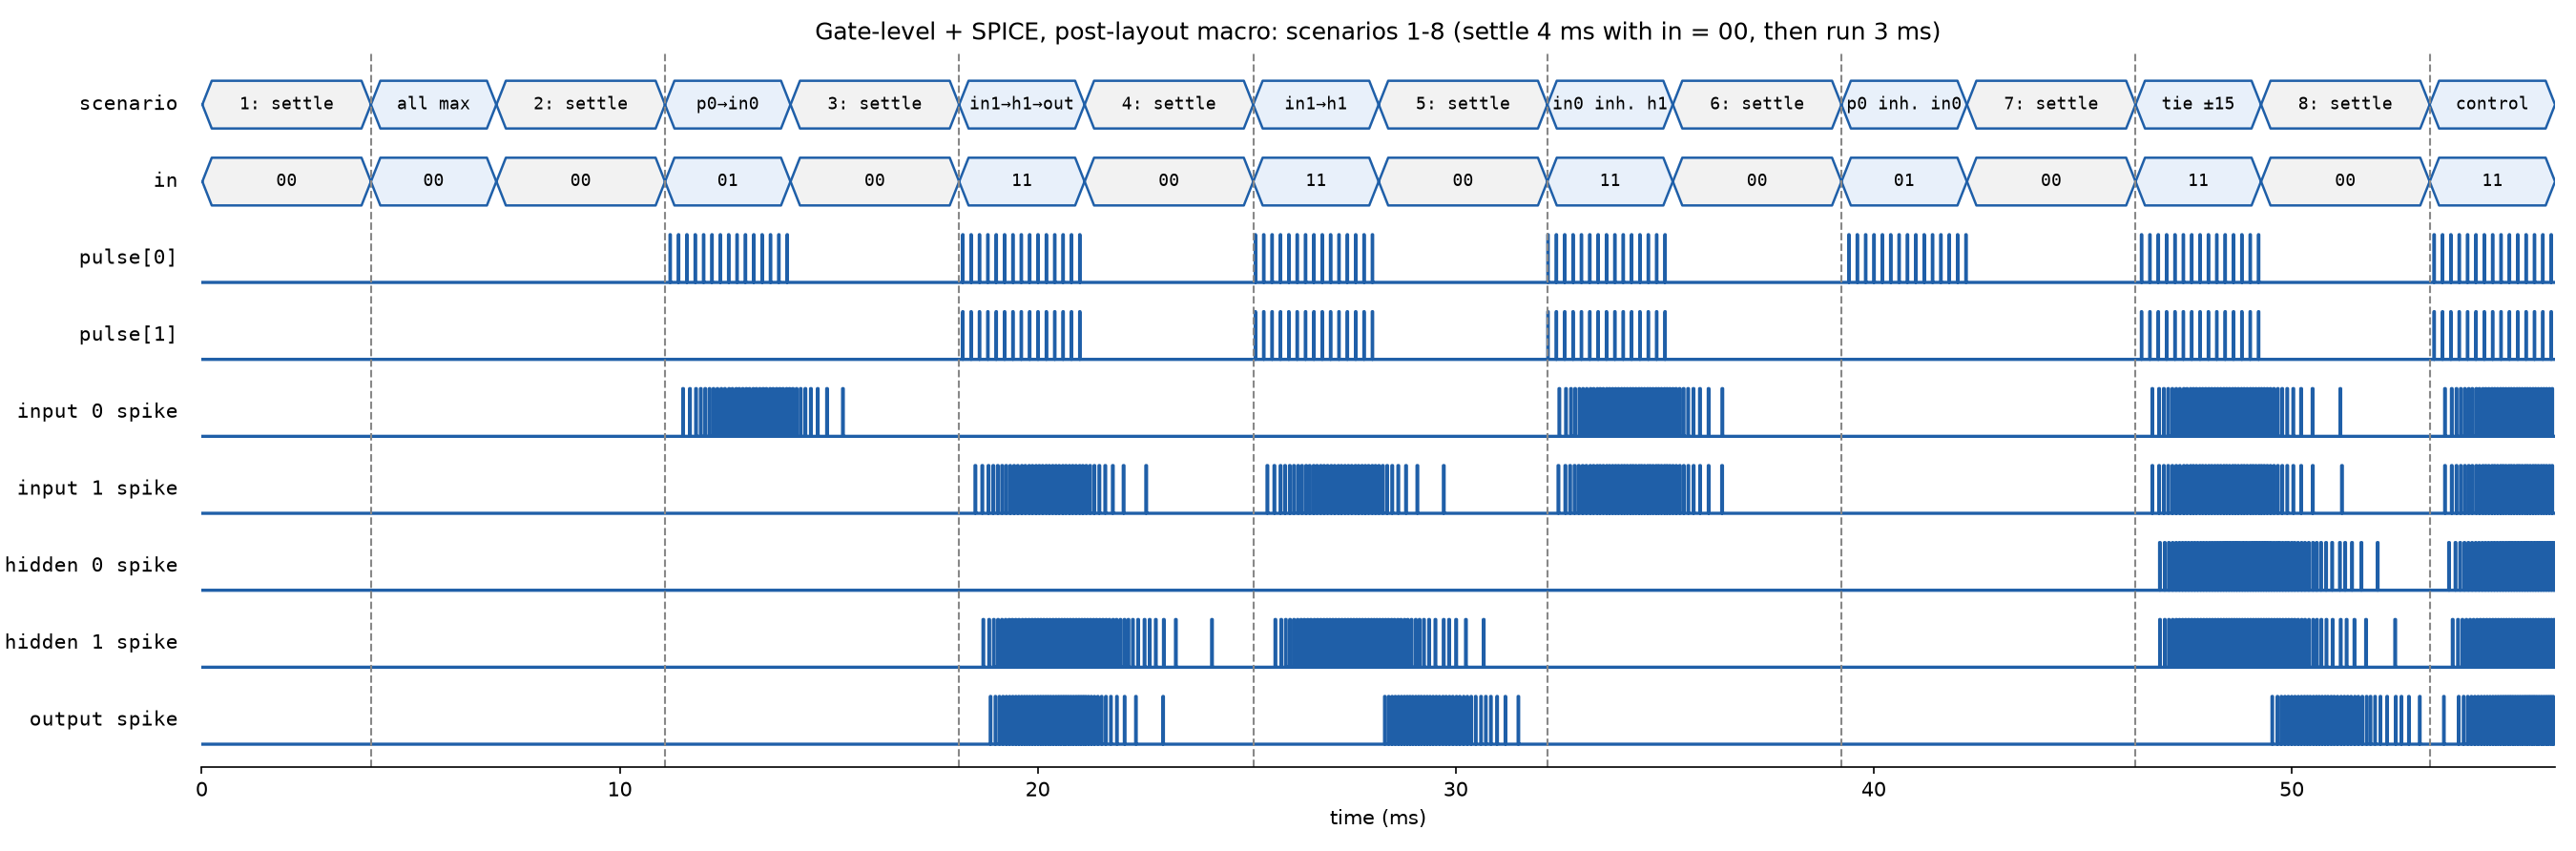 Gate-level + SPICE, post-layout macro: scenarios 1-8 (settle 4 ms with in = 00, then run 3 ms)
scenario 1: settle all max 2: settle p0→in0 3: settle in1→h1→out 4: settle in1→h1 5: settle in0 inh. h1 6: settle p0 inh. in0 7: settle tie ±15 8: settle control
in 00 00 00 01 00 11 00 11 00 11 00 01 00 11 00 11
pulse[0]
pulse[1]
input 0 spike
input 1 spike
hidden 0 spike
hidden 1 spike
output spike
0 10 20 30 40 50
time (ms)